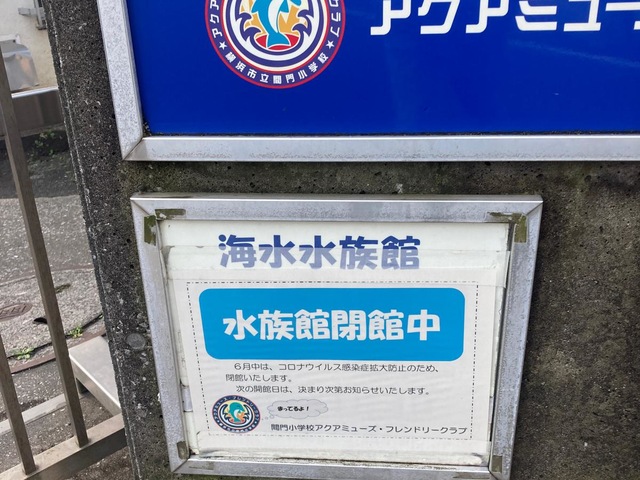 アクアミュー
★横浜市立間門小学校★
海水水族館
水族館閉館中
6月中は、コロナウイルス感染症拡大防止のため、
閉館いたします。
次の開館日は、決まり次第お知らせいたします。
まってるよ!
間門小学校アクアミューズ・フレンドリークラブ